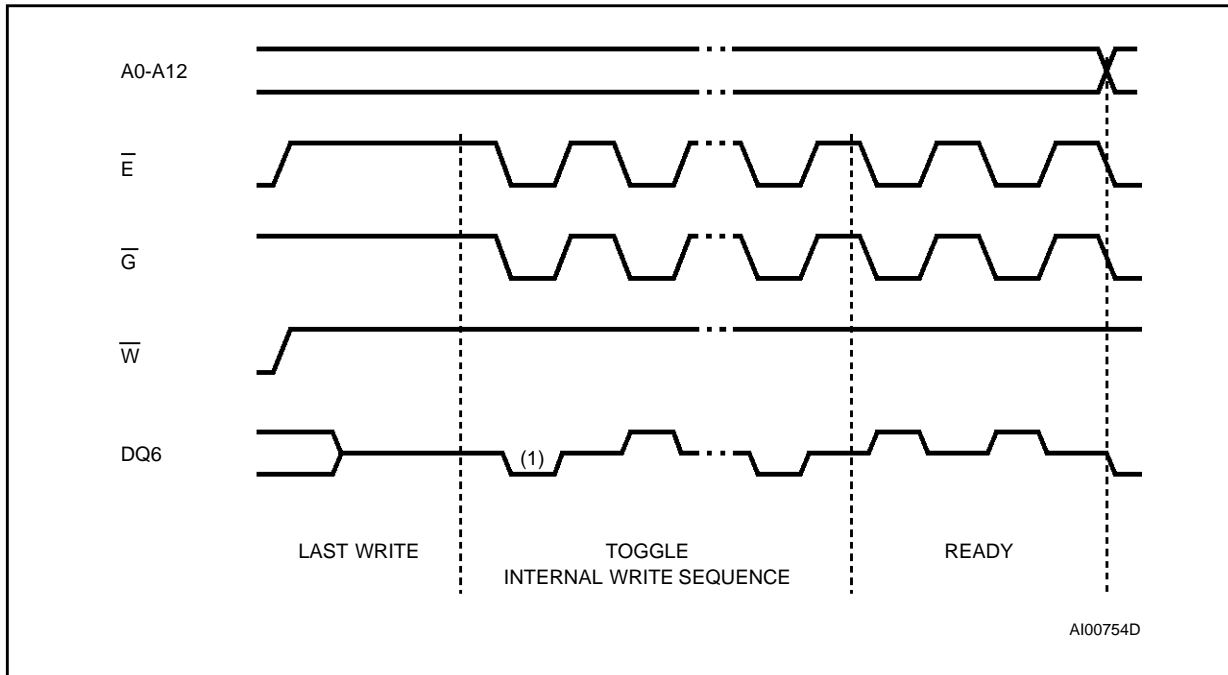 A0-A12
E
G
W
DQ6
(1)
LAST WRITE
TOGGLE
READY
INTERNAL WRITE SEQUENCE
AI00754D